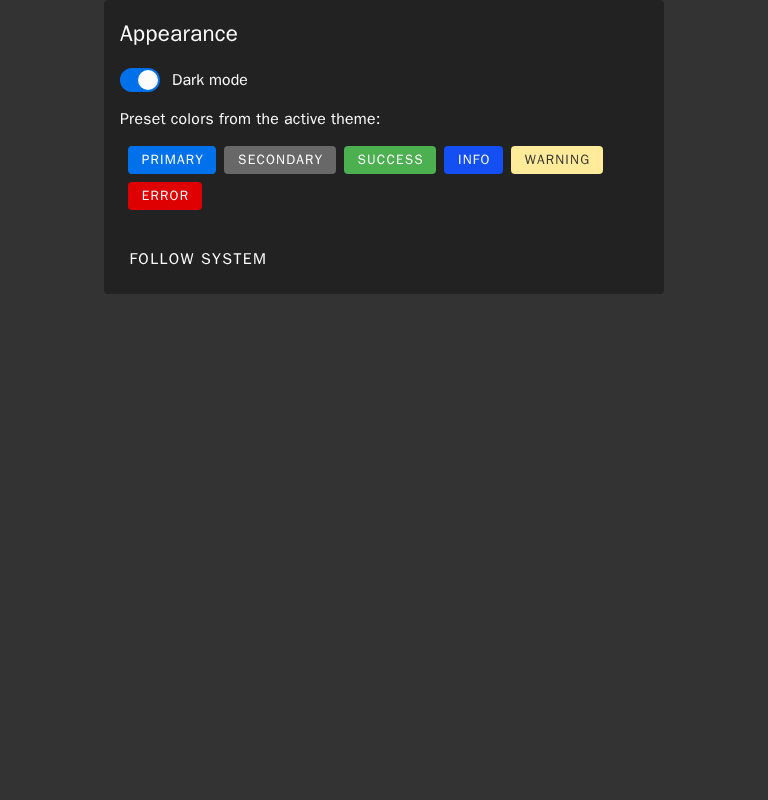 Appearance
Dark mode
Preset colors from the active theme:
PRIMARY SECONDARY SUCCESS INFO WARNING
ERROR
FOLLOW SYSTEM